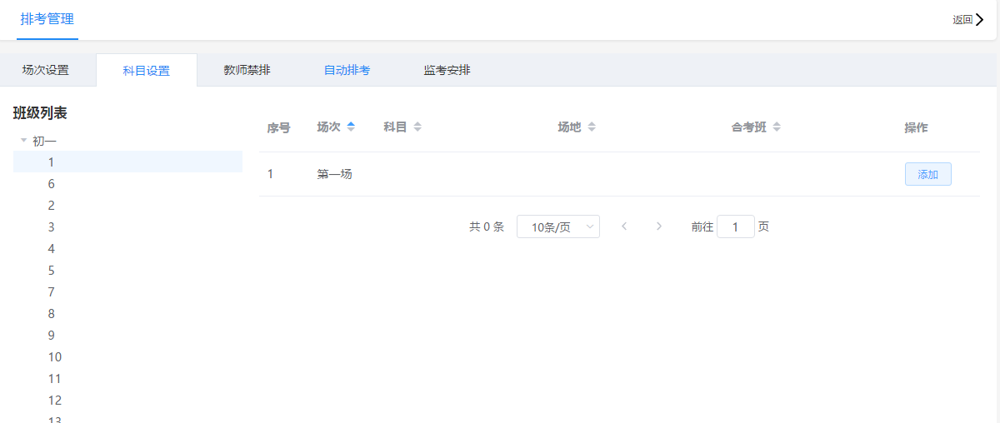 排考管理
返回
场次设置 科目设置 教师禁排 自动排考 监考安排
班级列表
初一
1
6
2
3
4
5
7
8
9
10
11
12
13
序号 场次 科目 场地 合考班 操作
1 第一场 添加
共 0 条 10条/页 前往 1 页